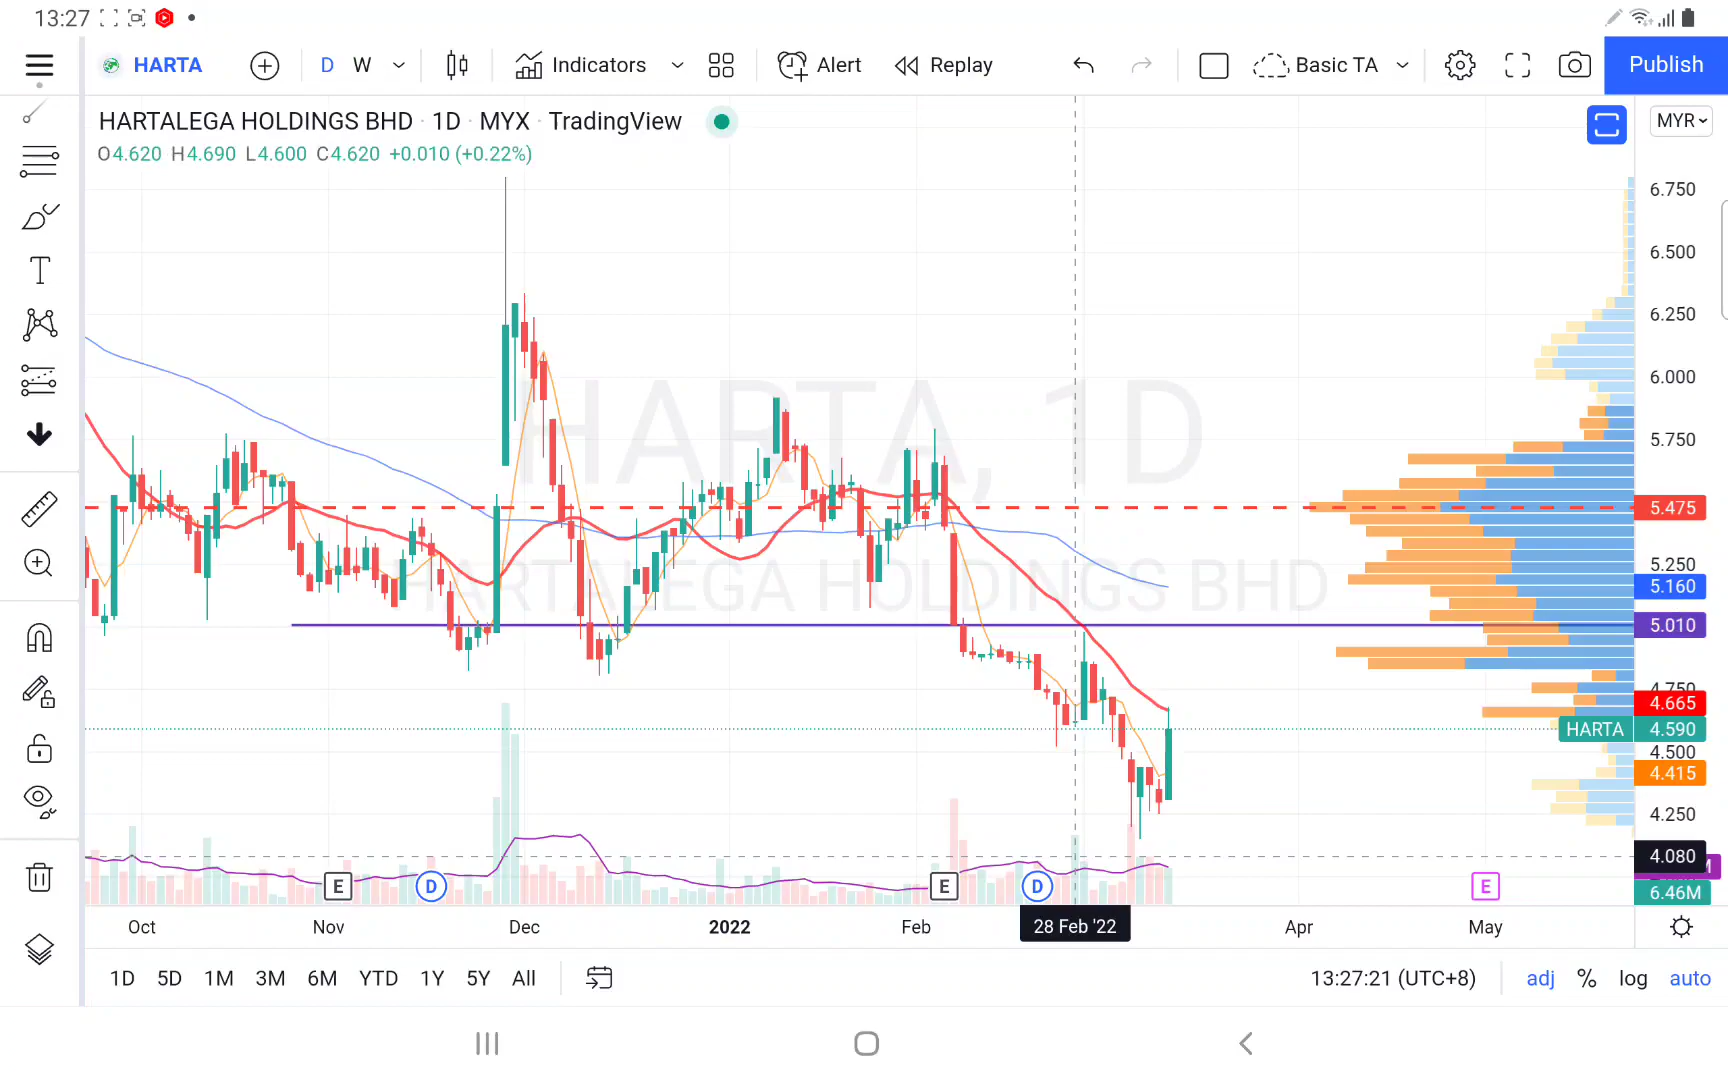 13:27
HARTA
D W
Indicators
Alert
Replay
Basic TA
Publish
HARTALEGA HOLDINGS BHD · 1D · MYX · TradingView
MYR
O4.620 H4.690 L4.600 C4.620 +0.010 (+0.22%)
6.750
6.500
6.250
6.000
HARTA, 1D
5.750
5.475
5.250
HARTALEGA HOLDINGS BHD
5.160
5.010
4.750
4.665
HARTA 4.590
4.500
4.415
4.250
4.080
E D E D E
6.46M
Oct Nov Dec 2022 Feb 28 Feb '22 Apr May
1D 5D 1M 3M 6M YTD 1Y 5Y All
13:27:21 (UTC+8)
adj % log auto